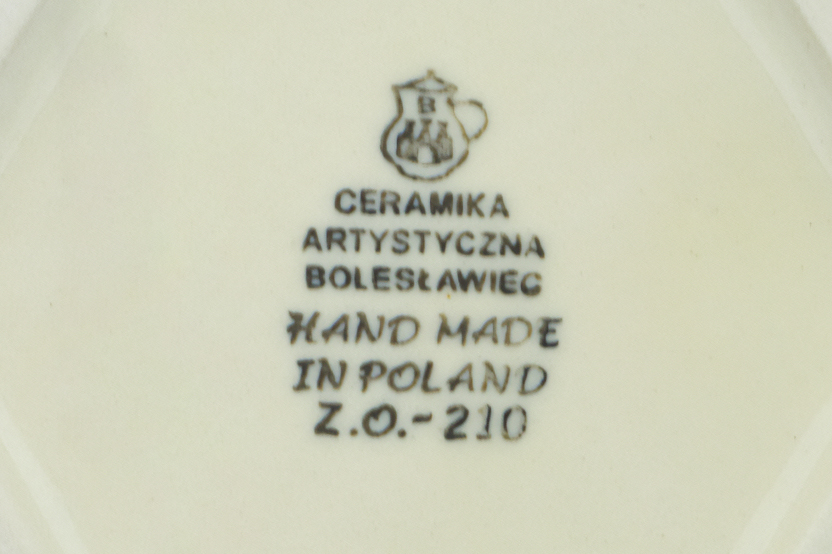 B
CERAMIKA
ARTYSTYCZNA
BOLESŁAWIEC
HAND MADE
IN POLAND
Z.O.-210